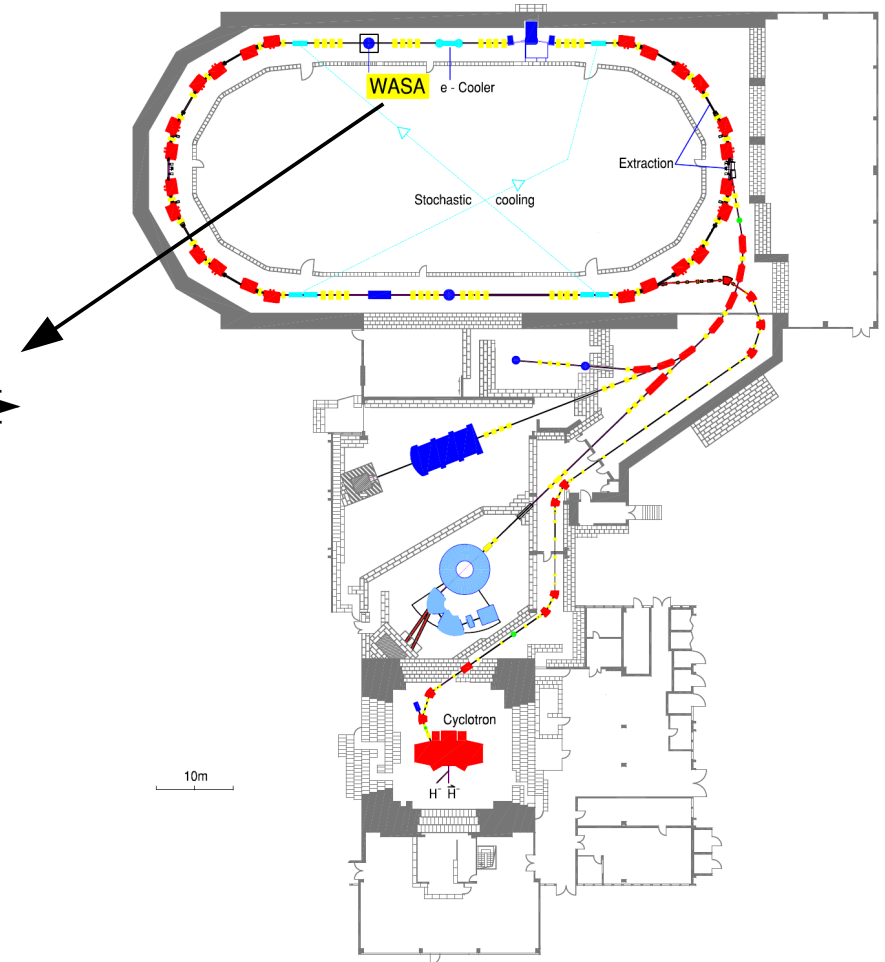 WASA
e - Cooler
Extraction
Stochastic cooling
Cyclotron
10m
H⁻ H⃗⁻